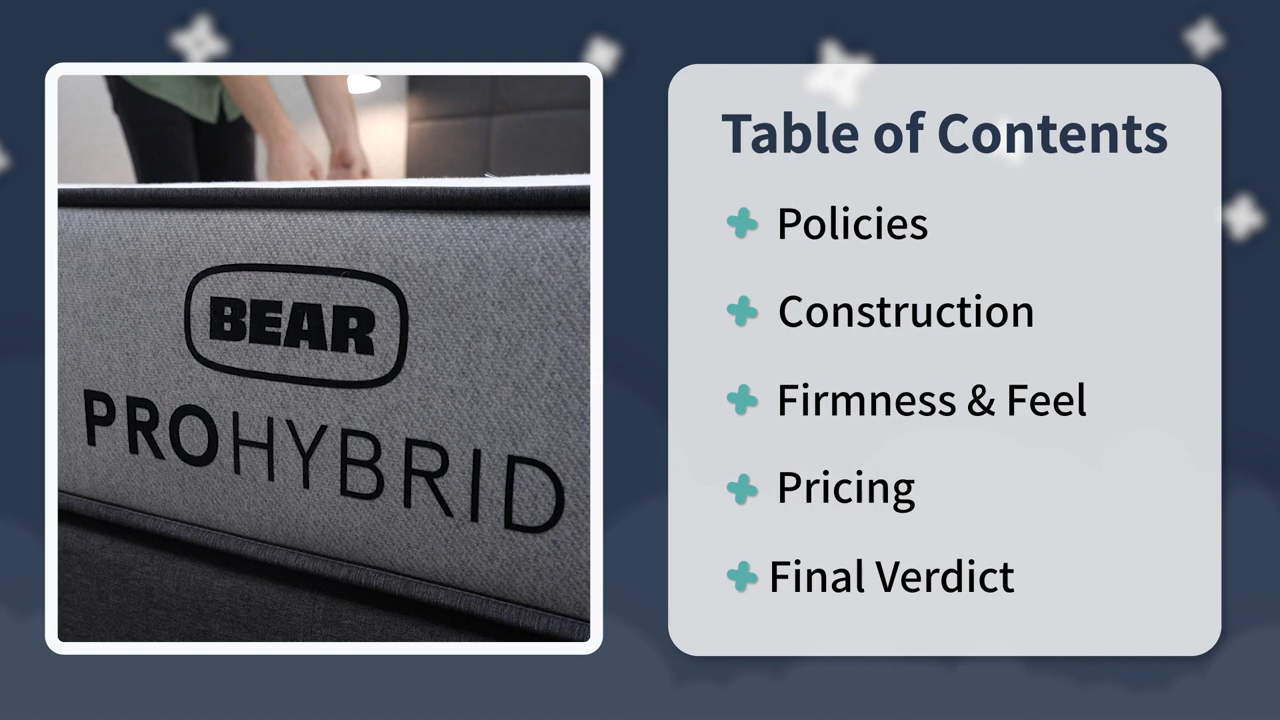 BEAR
PROHYBRID
Table of Contents
Policies
Construction
Firmness & Feel
Pricing
Final Verdict